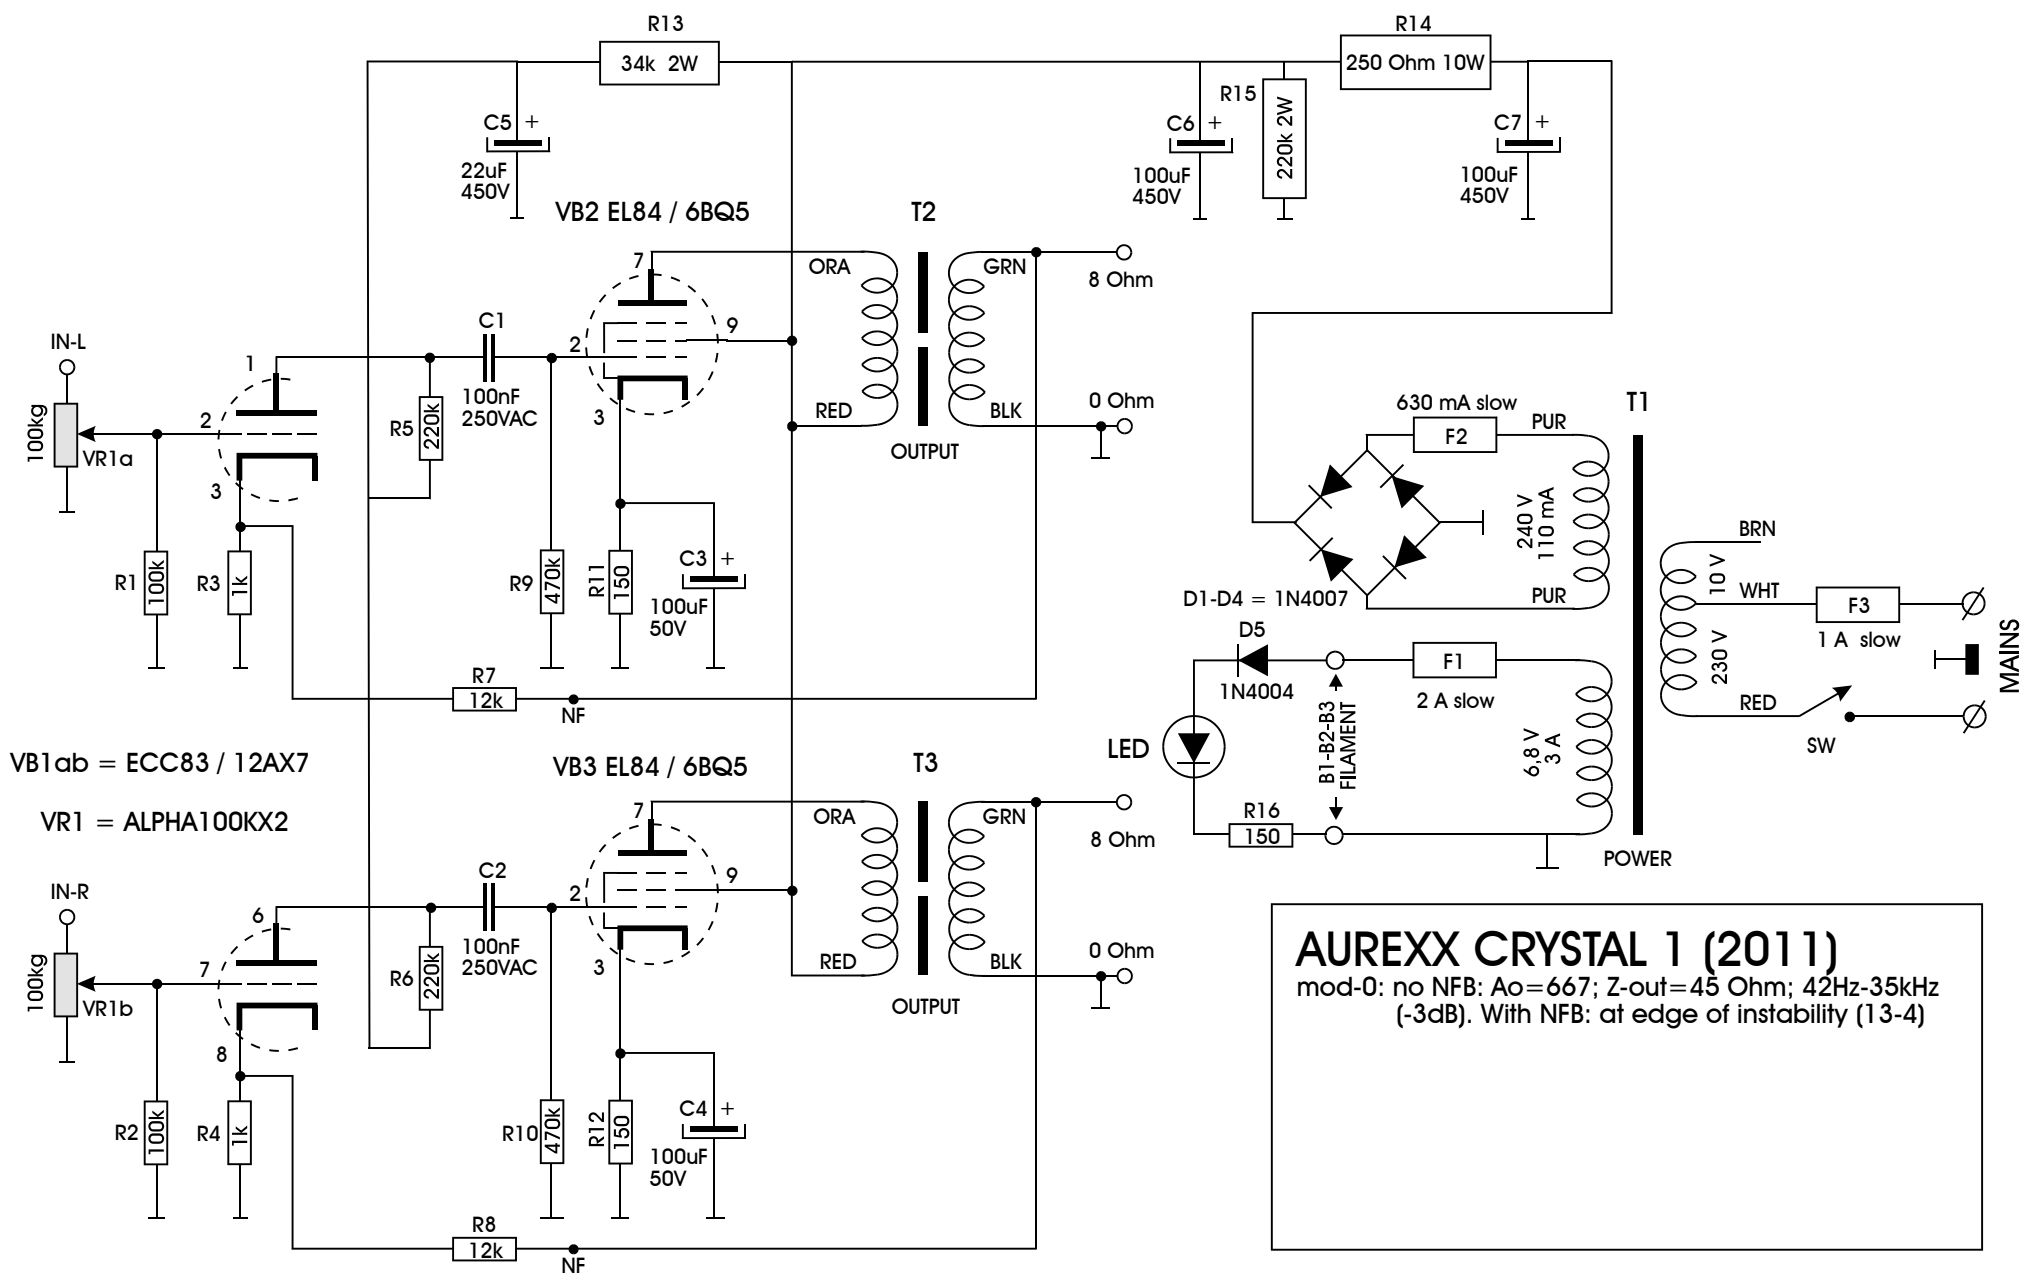 R13
34k 2W
R14
250 Ohm 10W
C5 +
22uF
450V
C6 +
100uF
450V
R15
220k 2W
C7 +
100uF
450V
VB2 EL84 / 6BQ5
T2
7
ORA
GRN
8 Ohm
IN-L
100kg
VR1a
1
2
3
C1
100nF
250VAC
R5
220k
2
9
3
RED
BLK
0 Ohm
OUTPUT
R1
100k
R3
1k
R9
470k
R11
150
C3 +
100uF
50V
R7
12k
NF
630 mA slow
F2
PUR
T1
240 V
110 mA
PUR
D1-D4 = 1N4007
D5
1N4004
F1
2 A slow
LED
B1-B2-B3
FILAMENT
6,8 V
3 A
R16
150
POWER
BRN
10 V
WHT
F3
1 A slow
230 V
RED
SW
MAINS
VB1ab = ECC83 / 12AX7
VR1 = ALPHA100KX2
VB3 EL84 / 6BQ5
T3
7
ORA
GRN
8 Ohm
IN-R
100kg
VR1b
6
7
8
C2
100nF
250VAC
R6
220k
2
9
3
RED
BLK
0 Ohm
OUTPUT
R2
100k
R4
1k
R10
470k
R12
150
C4 +
100uF
50V
R8
12k
NF
AUREXX CRYSTAL 1 (2011)
mod-0: no NFB: Ao=667; Z-out=45 Ohm; 42Hz-35kHz
(-3dB). With NFB: at edge of instability (13-4)